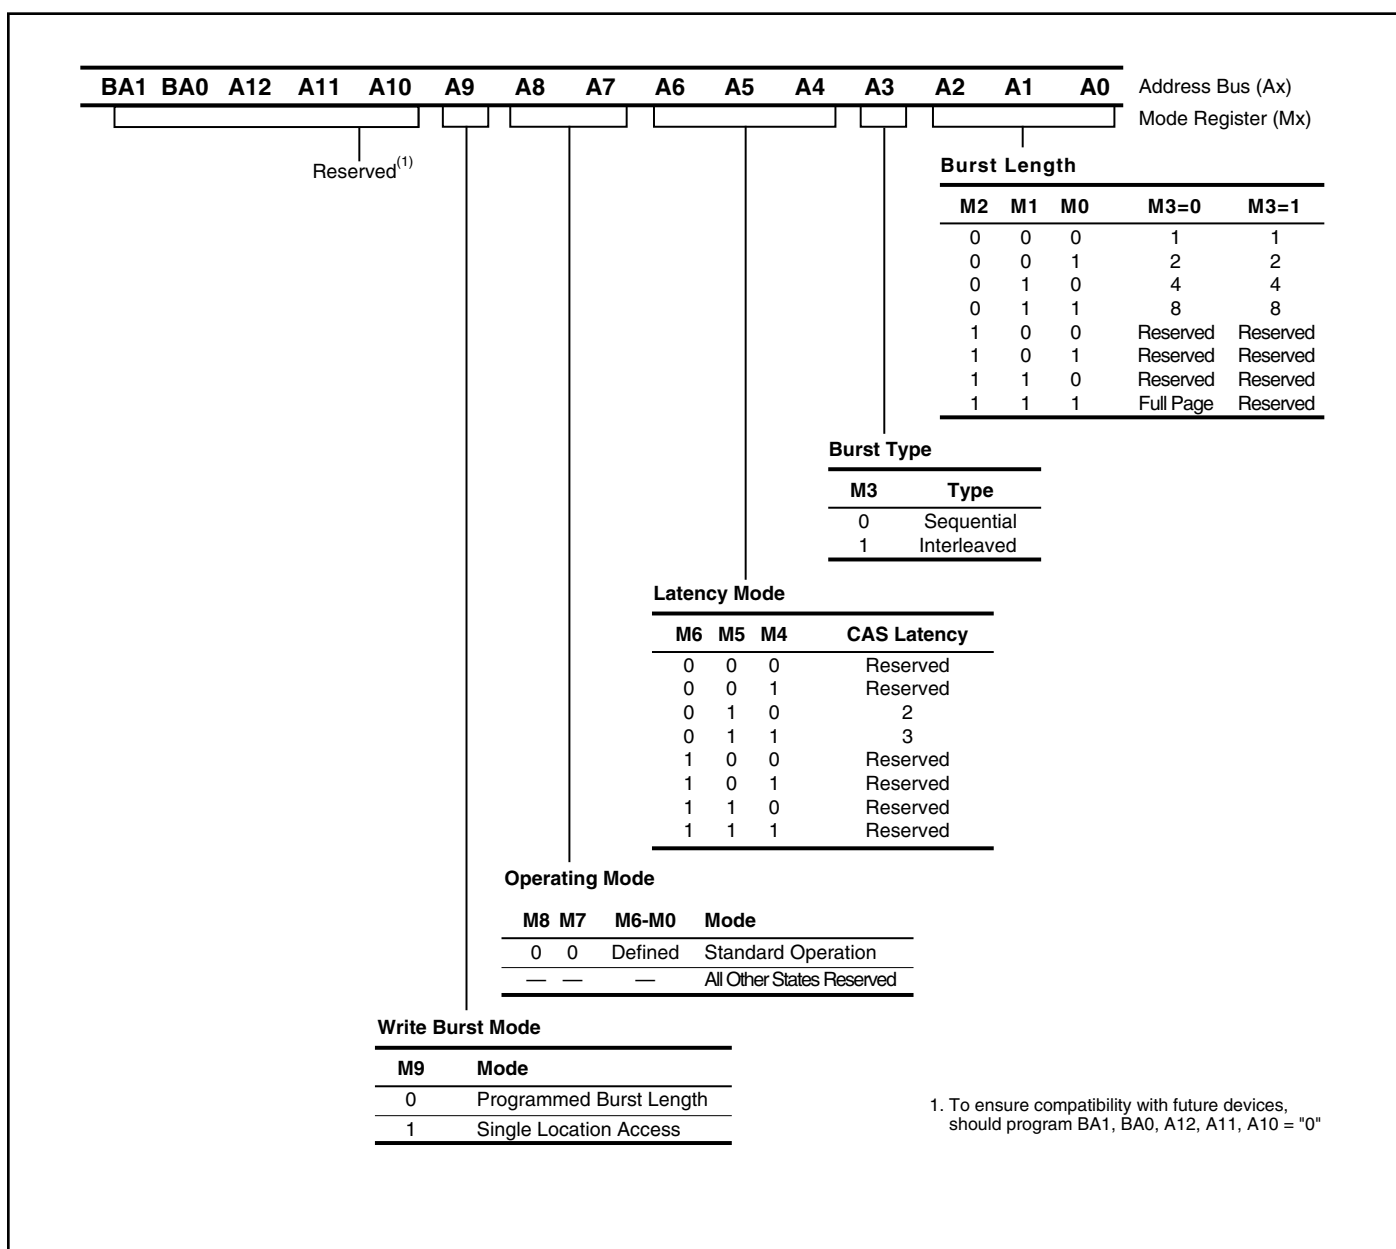 BA1 BA0 A12 A11 A10 A9 A8 A7 A6 A5 A4 A3 A2 A1 A0 Address Bus (Ax)
Mode Register (Mx)
Reserved(1)
Burst Length
M2 M1 M0 M3=0 M3=1
0 0 0 1 1
0 0 1 2 2
0 1 0 4 4
0 1 1 8 8
1 0 0 Reserved Reserved
1 0 1 Reserved Reserved
1 1 0 Reserved Reserved
1 1 1 Full Page Reserved
Burst Type
M3 Type
0 Sequential
1 Interleaved
Latency Mode
M6 M5 M4 CAS Latency
0 0 0 Reserved
0 0 1 Reserved
0 1 0 2
0 1 1 3
1 0 0 Reserved
1 0 1 Reserved
1 1 0 Reserved
1 1 1 Reserved
Operating Mode
M8 M7 M6-M0 Mode
0 0 Defined Standard Operation
— — — All Other States Reserved
Write Burst Mode
M9 Mode
0 Programmed Burst Length
1 Single Location Access
1. To ensure compatibility with future devices,
should program BA1, BA0, A12, A11, A10 = "0"